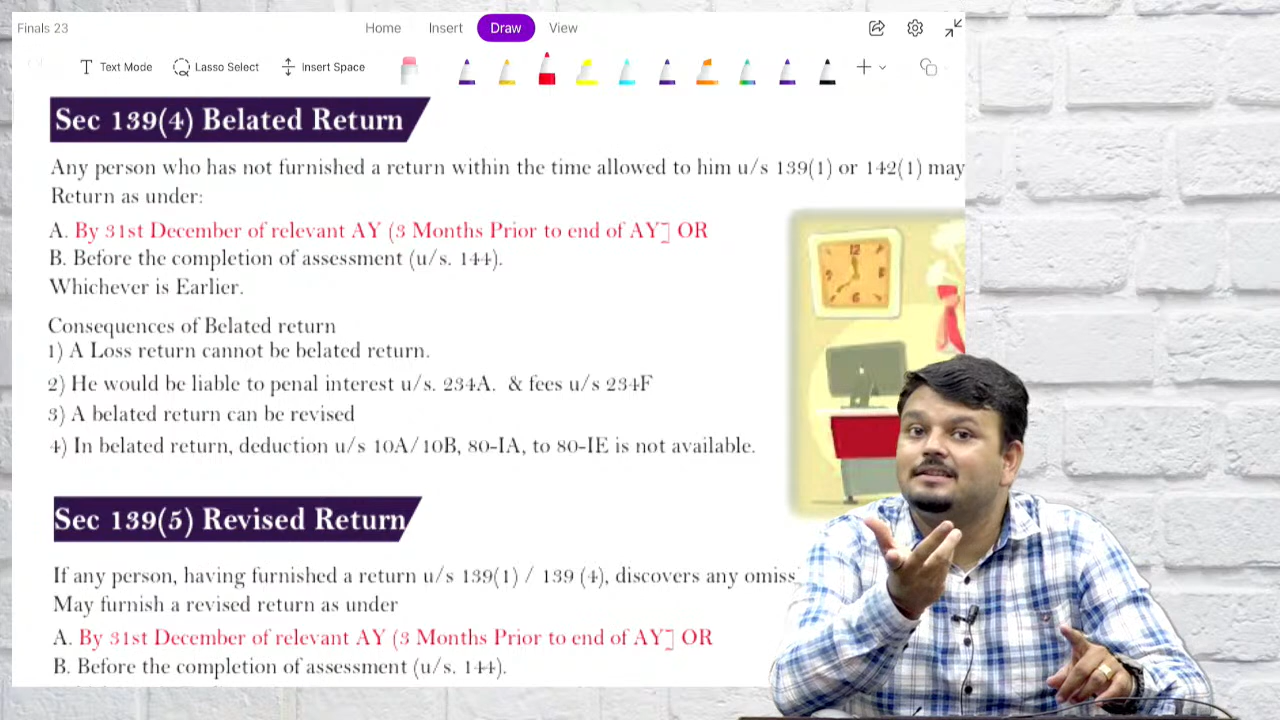 Finals 23
Home Insert Draw View
Text Mode Lasso Select Insert Space
Sec 139(4) Belated Return
Any person who has not furnished a return within the time allowed to him u/s 139(1) or 142(1) may
Return as under:
A. By 31st December of relevant AY (3 Months Prior to end of AY] OR
B. Before the completion of assessment (u/s. 144).
Whichever is Earlier.
Consequences of Belated return
1) A Loss return cannot be belated return.
2) He would be liable to penal interest u/s. 234A. & fees u/s 234F
3) A belated return can be revised
4) In belated return, deduction u/s 10A/10B, 80-IA, to 80-IE is not available.
12
3
6
9
Sec 139(5) Revised Return
If any person, having furnished a return u/s 139(1) / 139 (4), discovers any
May furnish a revised return as under
A. By 31st December of relevant AY (3 Months Prior to end of AY] OR
B. Before the completion of assessment (u/s. 144).